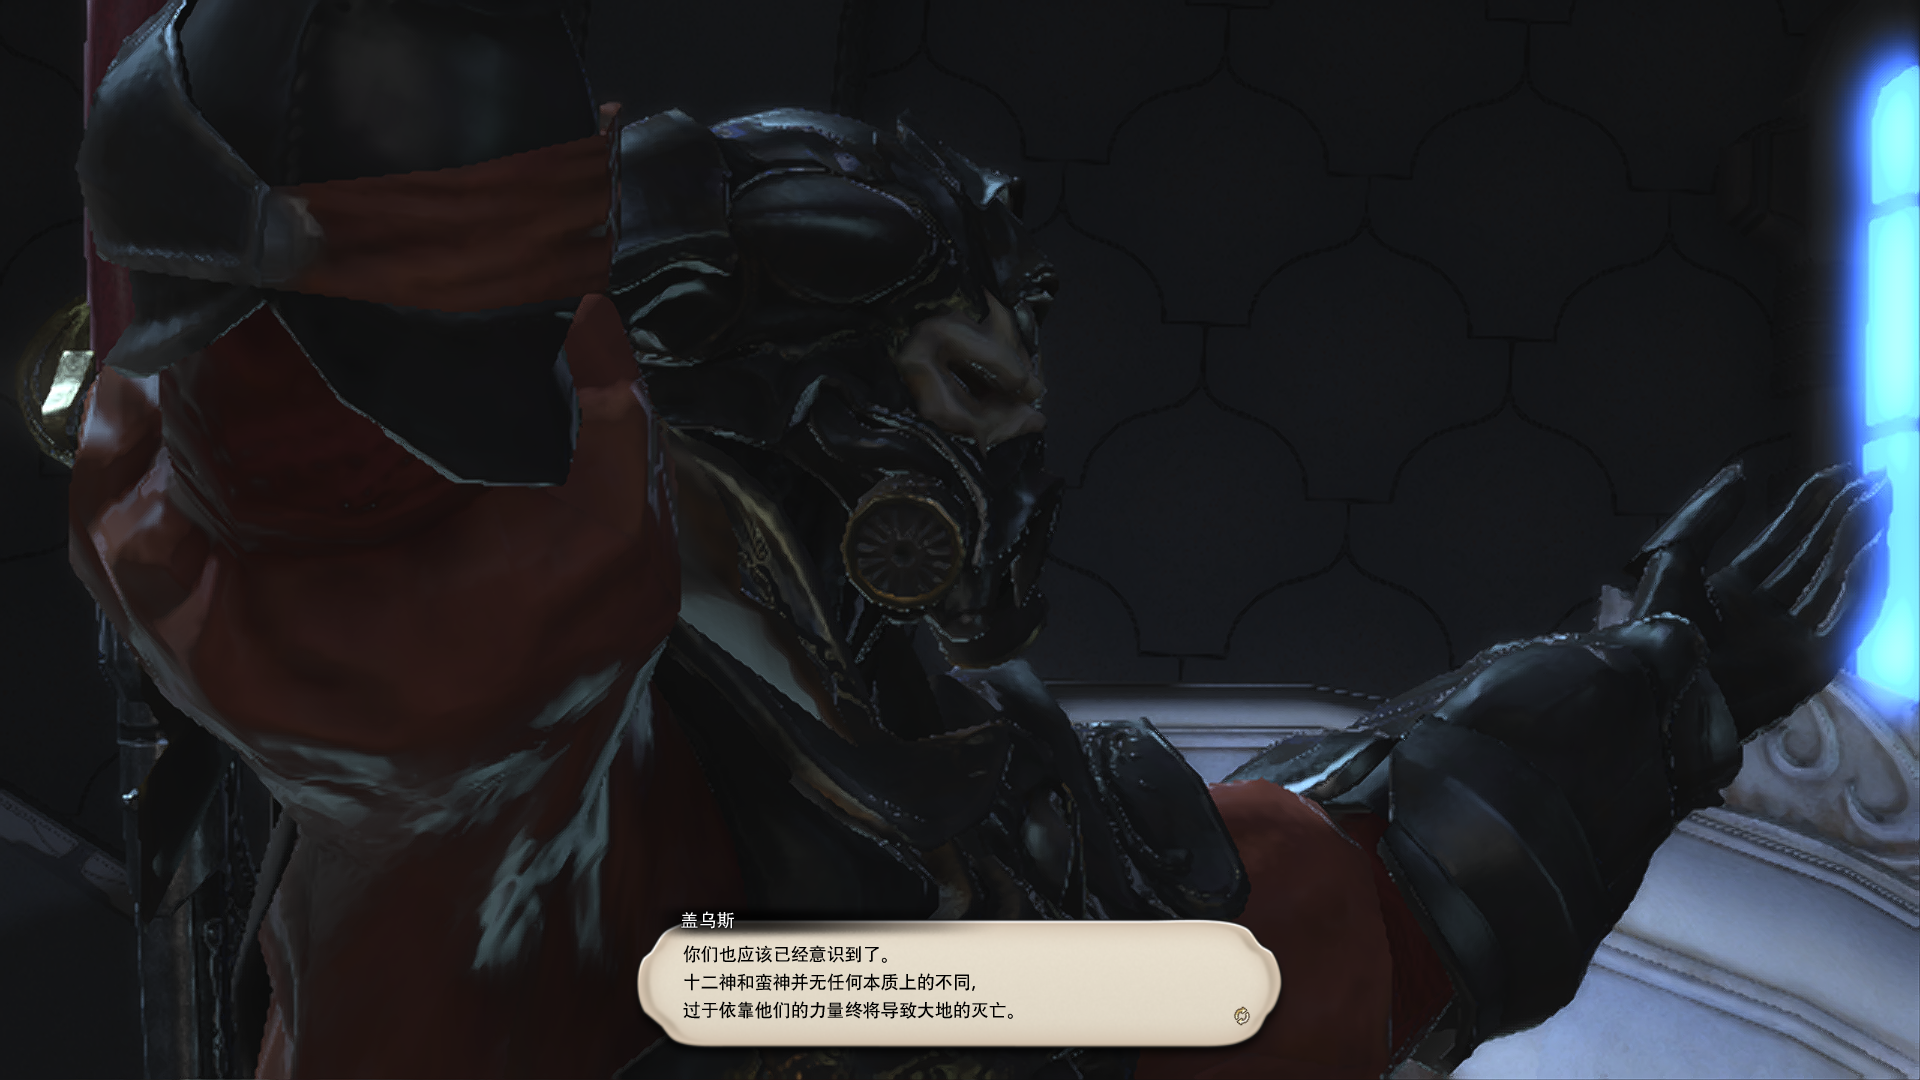 盖乌斯
你们也应该已经意识到了。
十二神和蛮神并无任何本质上的不同，
过于依靠他们的力量终将导致大地的灭亡。